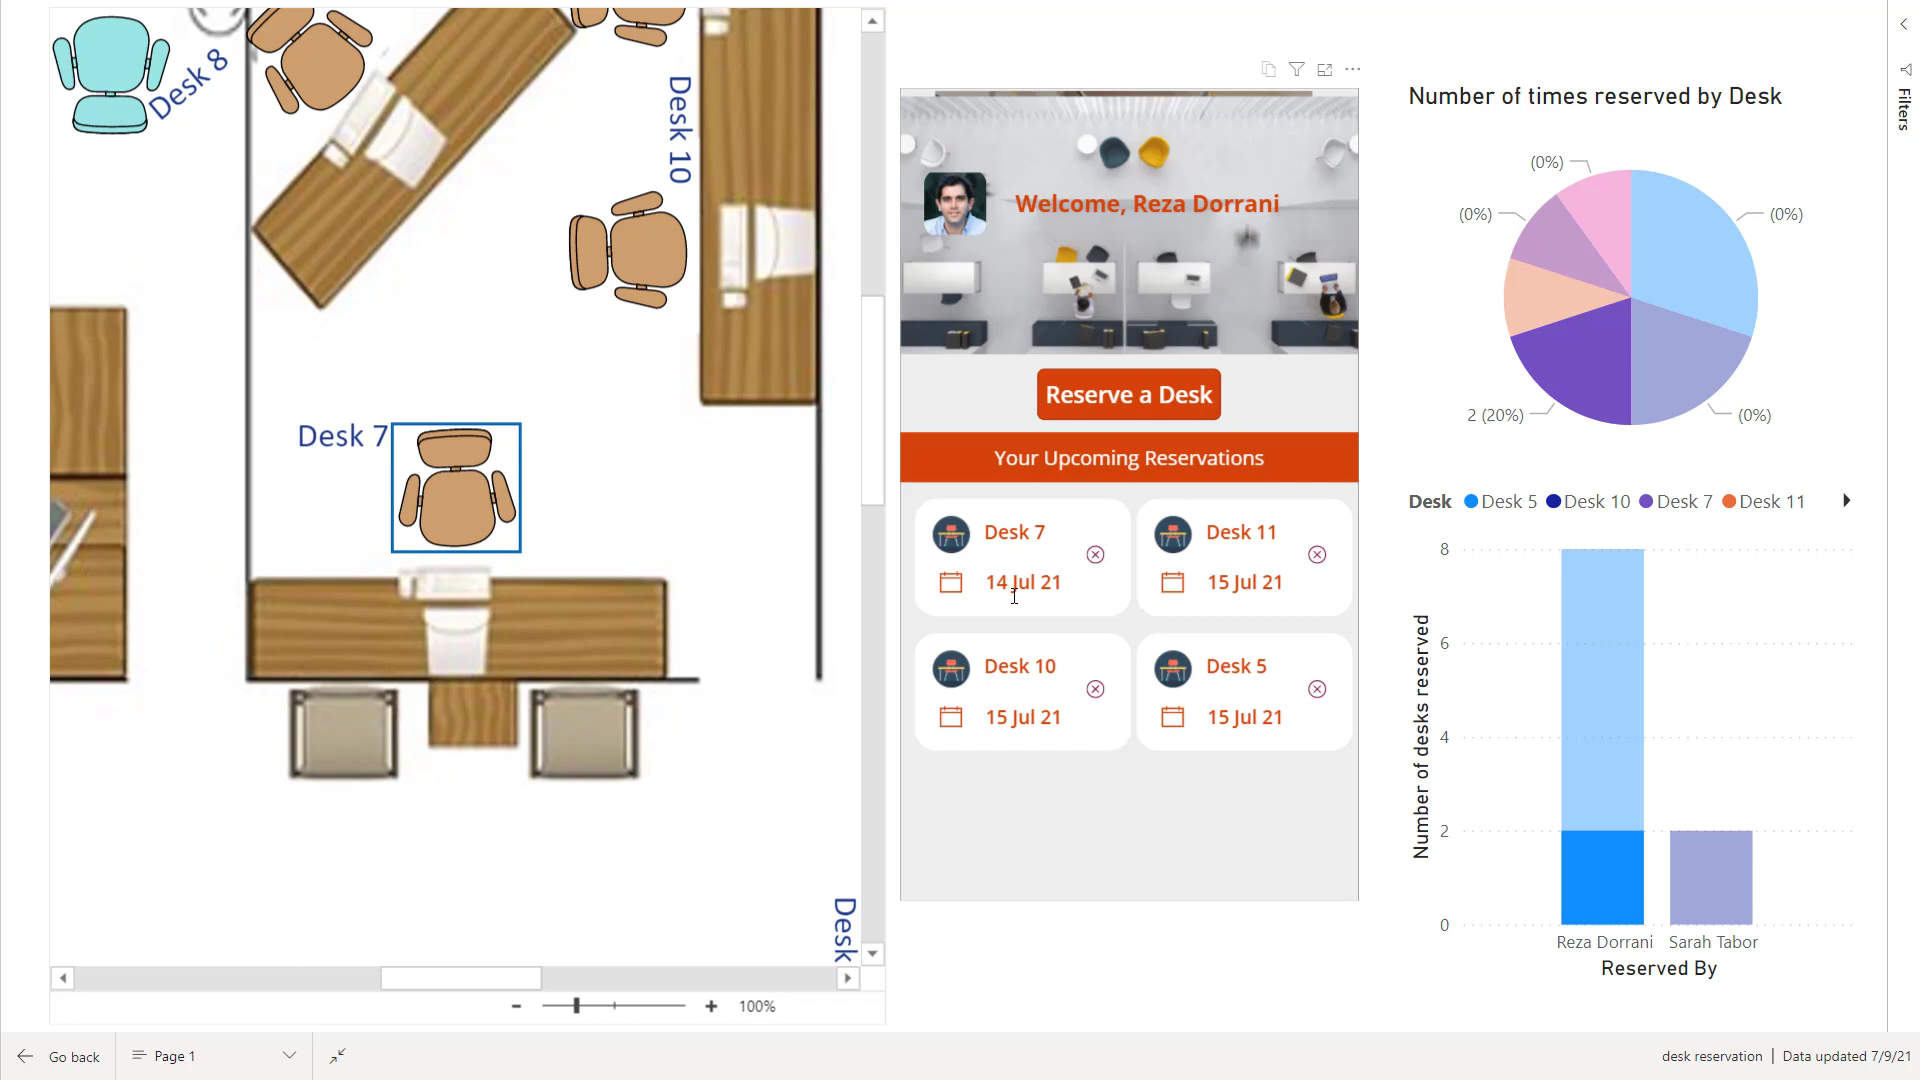 Desk 8
Desk 10
Desk 7
Desk
100%
Welcome, Reza Dorrani
Reserve a Desk
Your Upcoming Reservations
Desk 7
14 Jul 21
Desk 11
15 Jul 21
Desk 10
15 Jul 21
Desk 5
15 Jul 21
Number of times reserved by Desk
(0%)
(0%)
(0%)
2 (20%)
(0%)
Desk Desk 5 Desk 10 Desk 7 Desk 11
Number of desks reserved
8
6
4
2
0
Reza Dorrani Sarah Tabor
Reserved By
Filters
Go back
Page 1
desk reservation | Data updated 7/9/21